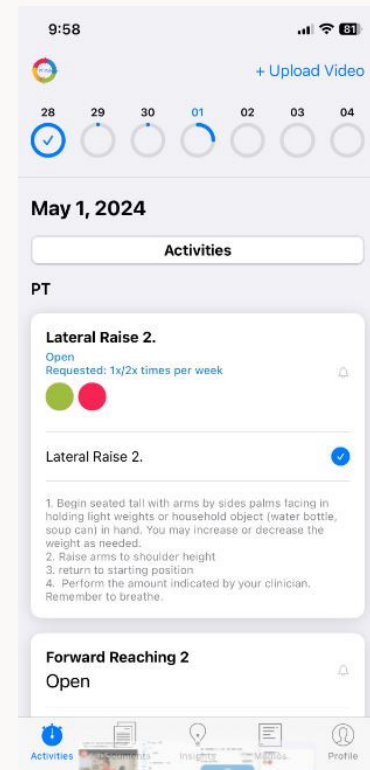 9:58
81
+ Upload Video
28 29 30 01 02 03 04
May 1, 2024
Activities
PT
Lateral Raise 2.
Open
Requested: 1x/2x times per week
Lateral Raise 2.
1. Begin seated tall with arms by sides palms facing in
holding light weights or household object (water bottle,
soup can) in hand. You may increase or decrease the
weight as needed.
2. Raise arms to shoulder height
3. return to starting position
4. Perform the amount indicated by your clinician.
Remember to breathe.
Forward Reaching 2
Open
Activities Documents Insights Memos Profile